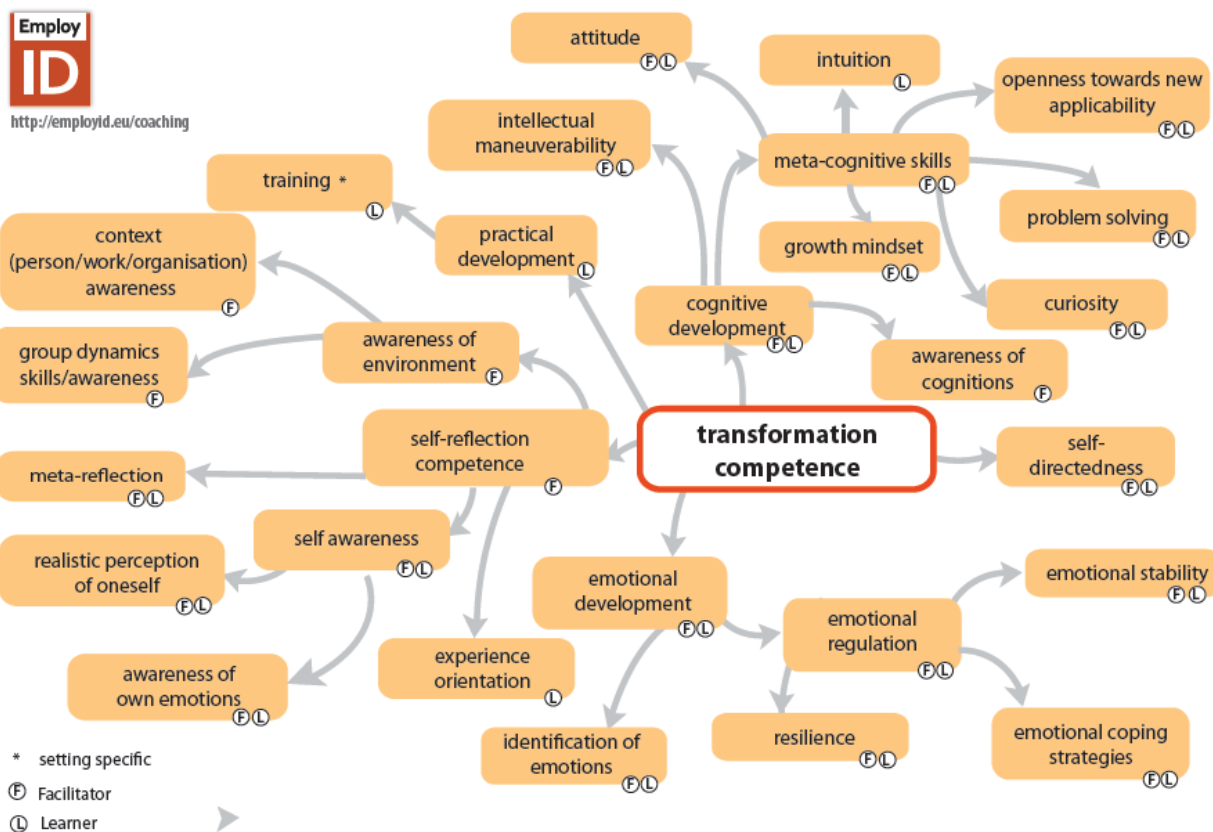 Employ
ID
http://employid.eu/coaching
attitude
Ⓕ Ⓛ
intuition
Ⓛ
openness towards new
applicability
Ⓕ Ⓛ
intellectual
maneuverability
Ⓕ Ⓛ
meta-cognitive skills
Ⓕ Ⓛ
training *
Ⓛ
problem solving
Ⓕ Ⓛ
context
(person/work/organisation)
awareness
Ⓕ
practical
development
Ⓛ
growth mindset
Ⓕ Ⓛ
cognitive
development
Ⓕ Ⓛ
curiosity
Ⓕ Ⓛ
group dynamics
skills/awareness
Ⓕ
awareness of
environment
Ⓕ
awareness of
cognitions
Ⓕ
self-reflection
competence
Ⓕ
transformation
competence
self-
directedness
Ⓕ Ⓛ
meta-reflection
Ⓕ Ⓛ
self awareness
Ⓕ Ⓛ
realistic perception
of oneself
Ⓕ Ⓛ
emotional
development
Ⓕ Ⓛ
emotional stability
Ⓕ Ⓛ
emotional
regulation
Ⓕ Ⓛ
experience
orientation
Ⓛ
awareness of
own emotions
Ⓕ Ⓛ
identification of
emotions
Ⓕ Ⓛ
resilience
Ⓕ Ⓛ
emotional coping
strategies
Ⓕ Ⓛ
* setting specific
Ⓕ Facilitator
Ⓛ Learner